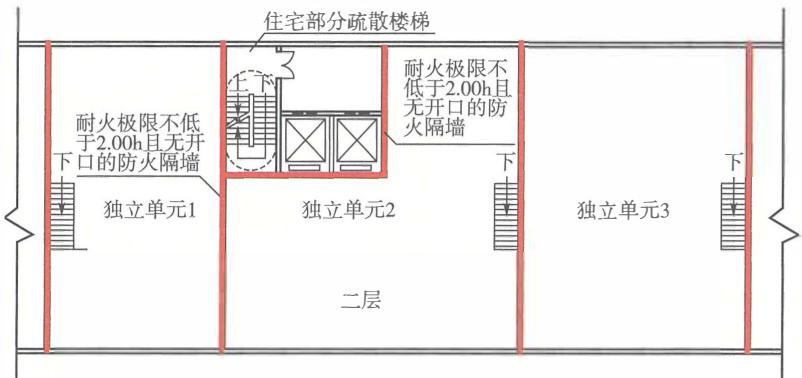 住宅部分疏散楼梯
上下
耐火极限不
低于2.00h且
无开口的防
火隔墙
耐火极限不低
于2.00h且无开
口的防火隔墙
下
下
下
独立单元1
独立单元2
独立单元3
二层